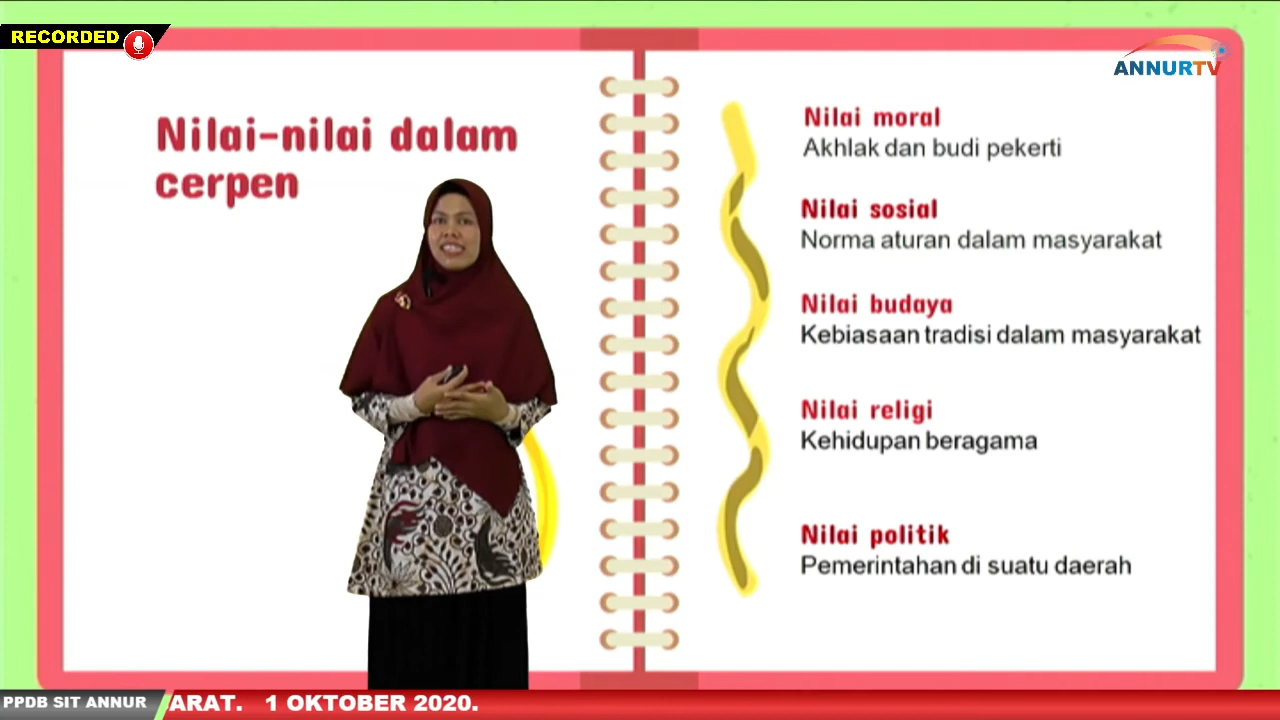 RECORDED
ANNURTV
Nilai-nilai dalam
cerpen
Nilai moral
Akhlak dan budi pekerti
Nilai sosial
Norma aturan dalam masyarakat
Nilai budaya
Kebiasaan tradisi dalam masyarakat
Nilai religi
Kehidupan beragama
Nilai politik
Pemerintahan di suatu daerah
PPDB SIT ANNUR
ARAT. 1 OKTOBER 2020.